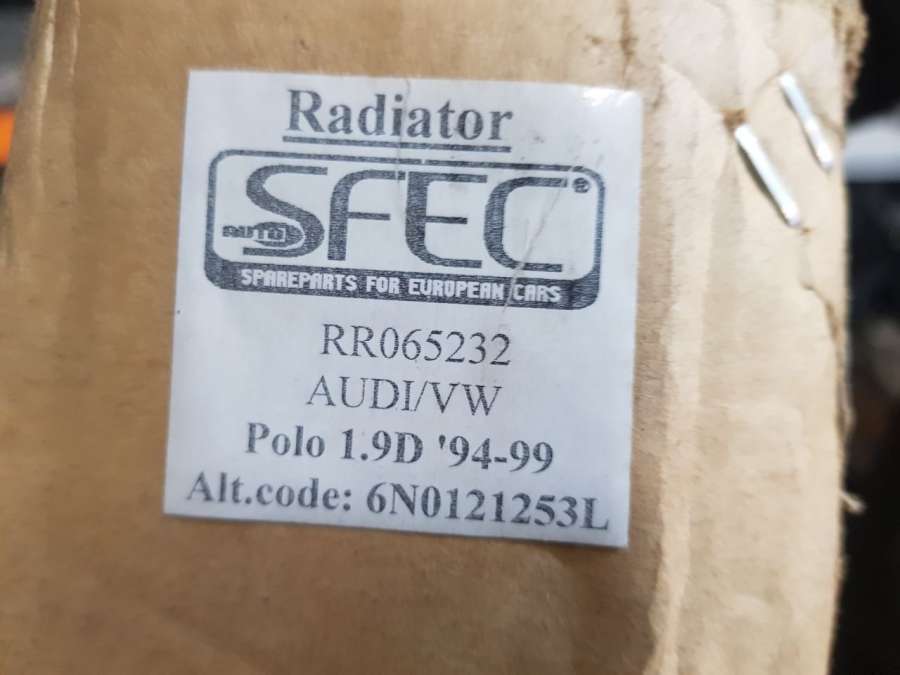 Radiator
SFEC®
AUTO
SPAREPARTS FOR EUROPEAN CARS
RR065232
AUDI/VW
Polo 1.9D '94-99
Alt.code: 6N0121253L